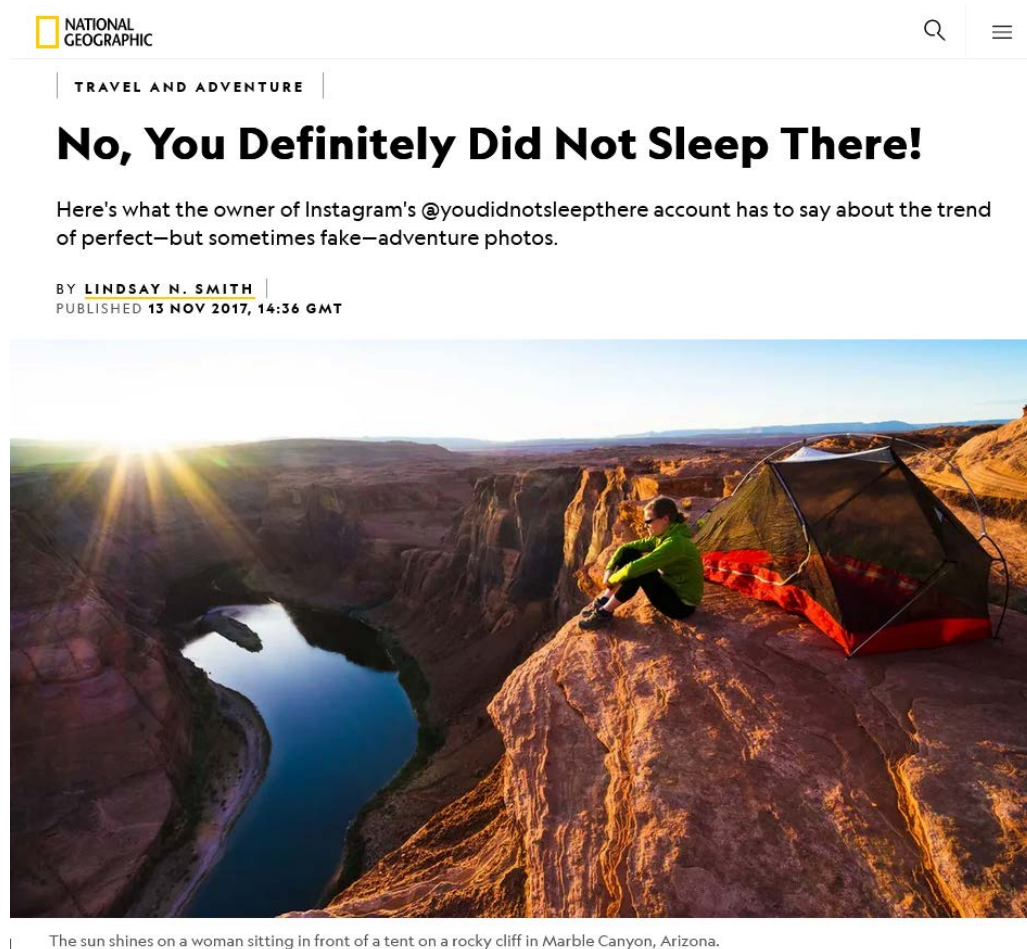 NATIONAL
GEOGRAPHIC
TRAVEL AND ADVENTURE
No, You Definitely Did Not Sleep There!
Here's what the owner of Instagram's @youdidnotsleepthere account has to say about the trend
of perfect—but sometimes fake—adventure photos.
BY LINDSAY N. SMITH
PUBLISHED 13 NOV 2017, 14:36 GMT
The sun shines on a woman sitting in front of a tent on a rocky cliff in Marble Canyon, Arizona.